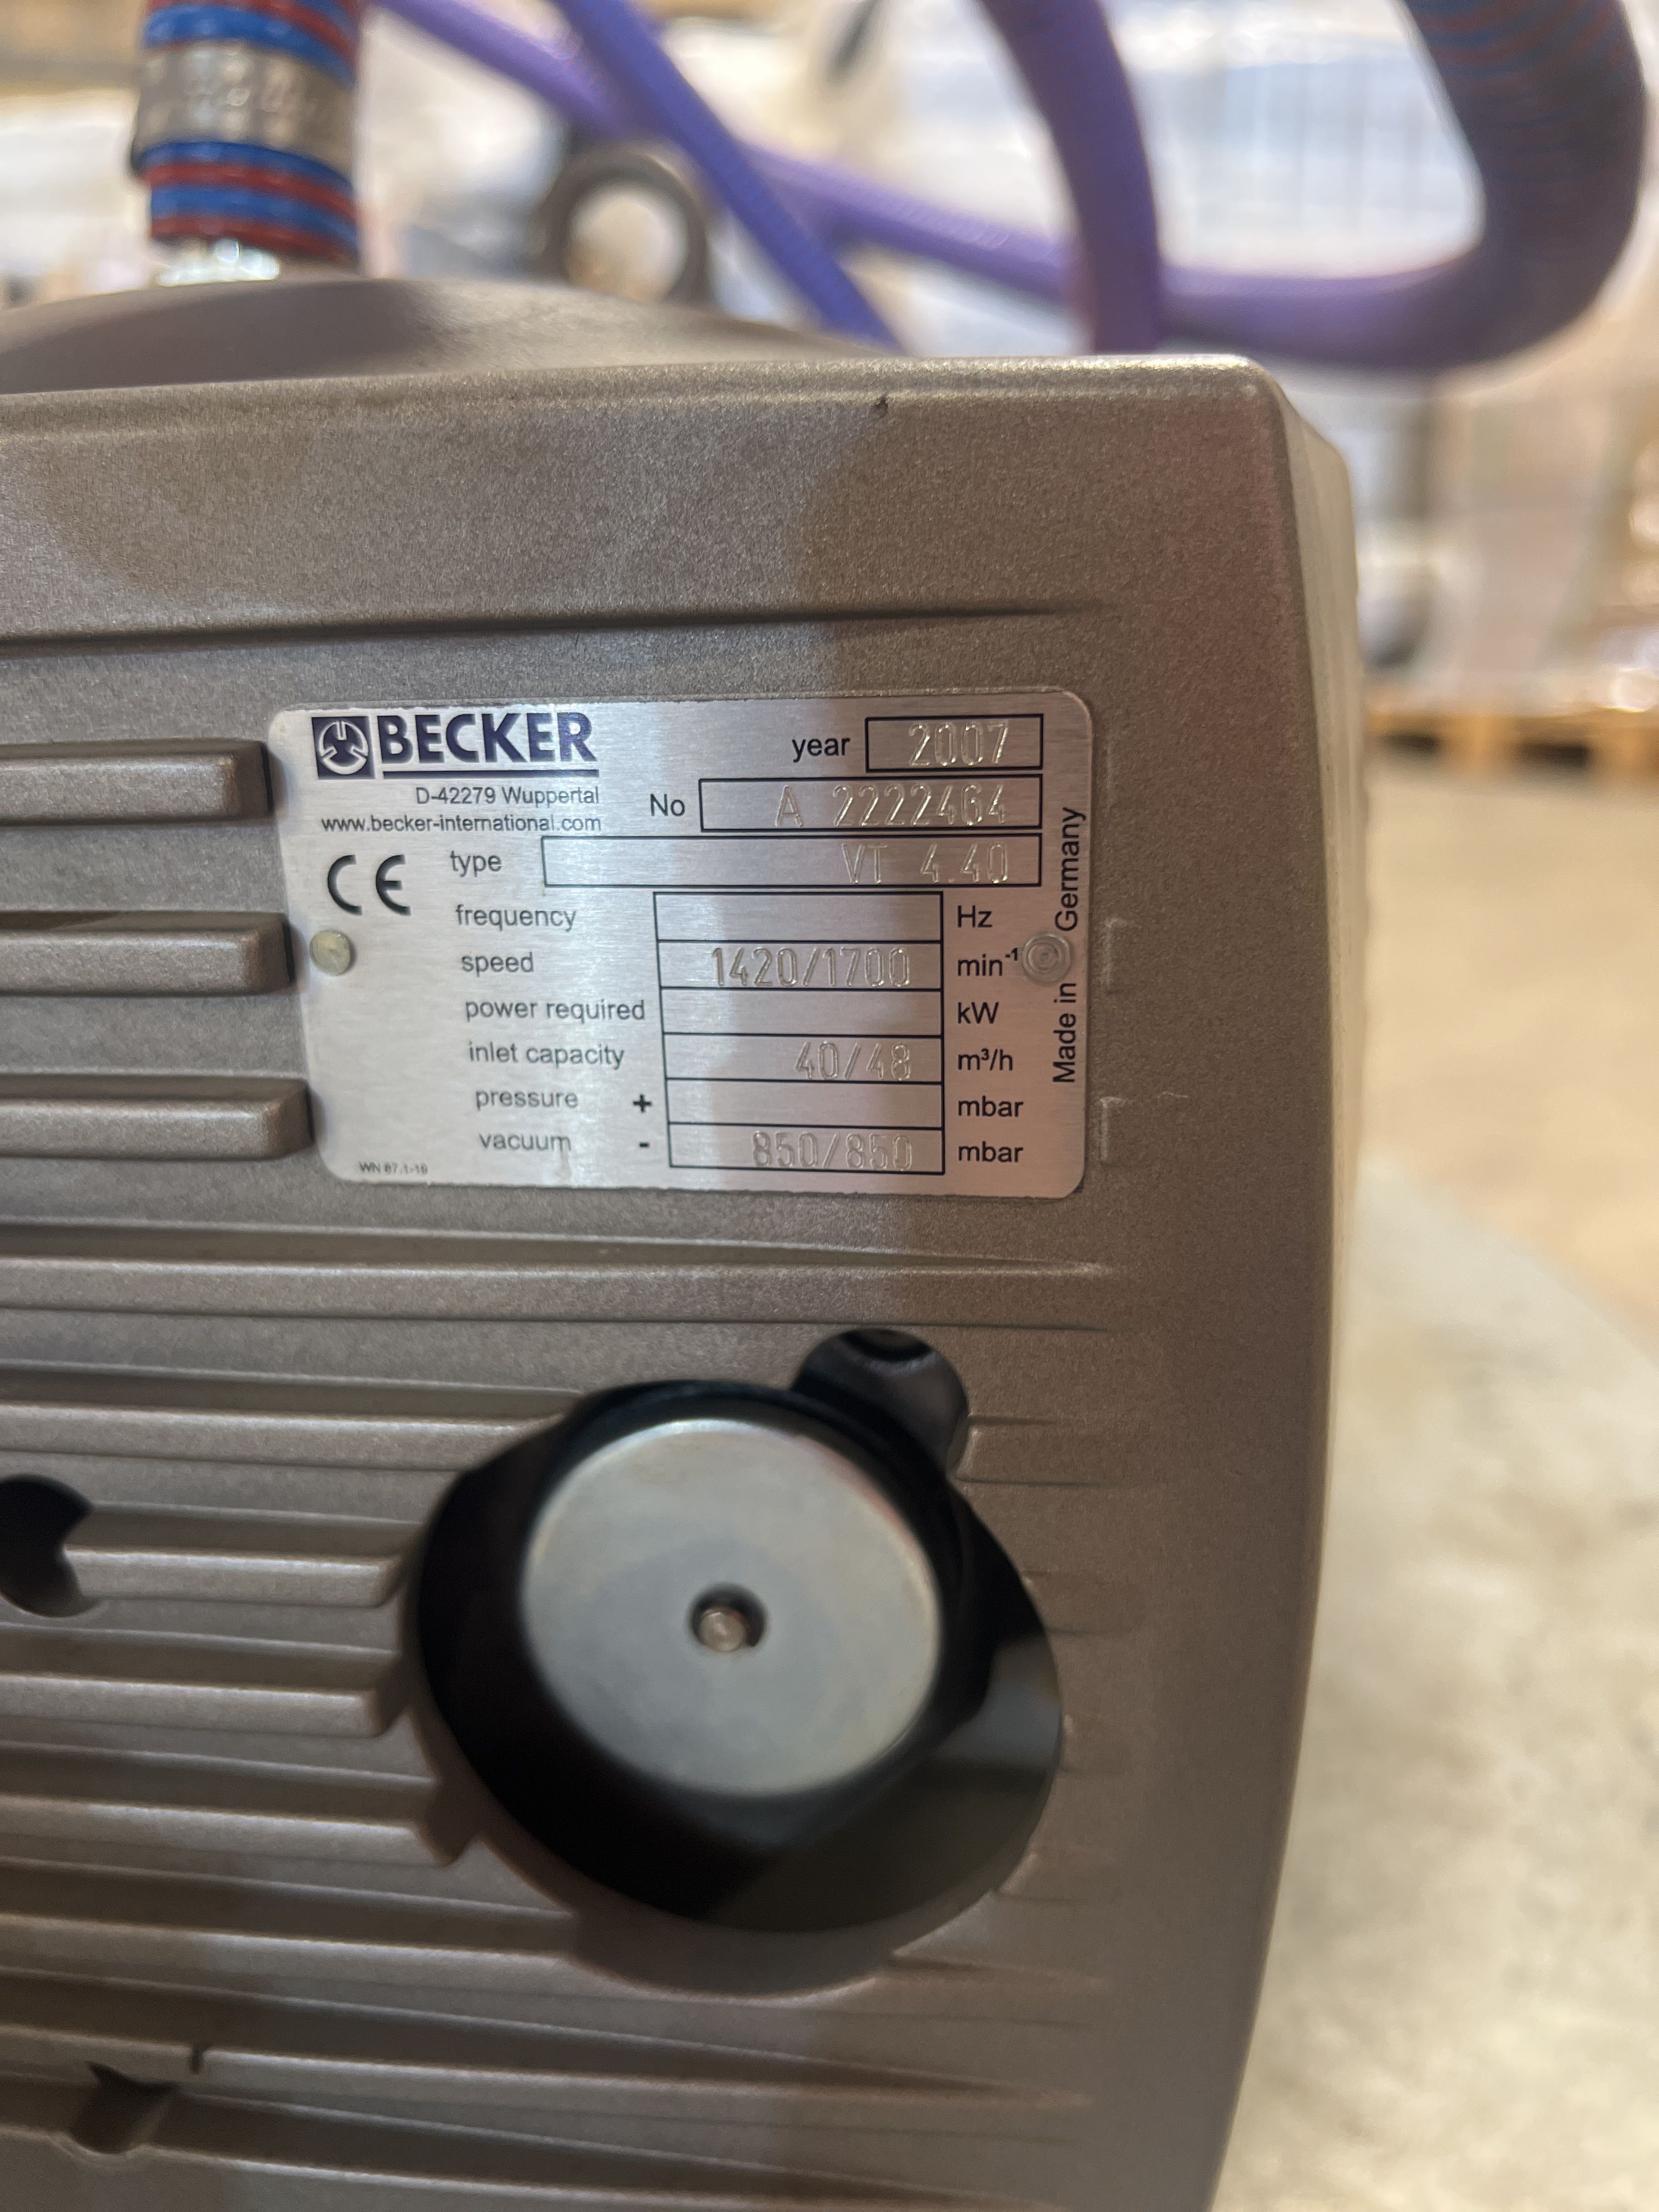 BECKER
year 2007
D-42279 Wuppertal
No A 2222464
www.becker-international.com
CE
type VT 4.40
frequency Hz
speed 1420/1700 min⁻¹
power required kW
inlet capacity 40/48 m³/h
pressure + mbar
vacuum - 850/850 mbar
Made in Germany